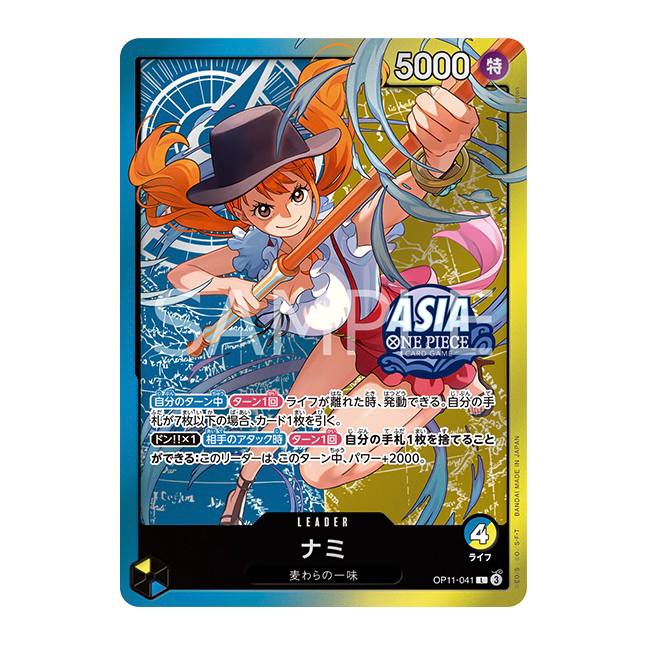 5000 特
SAMPLE
ASIA
ONE PIECE
CARD GAME
自分のターン中 ターン1回 ライフが離れた時、発動できる。自分の手
札が7枚以下の場合、カード1枚を引く。
ドン!!×1 相手のアタック時 ターン1回 自分の手札1枚を捨てること
ができる:このリーダーは、このターン中、パワー+2000。
LEADER
ナミ
麦わらの一味
4
ライフ
OP11-041 L 3
BANDAI MADE IN JAPAN